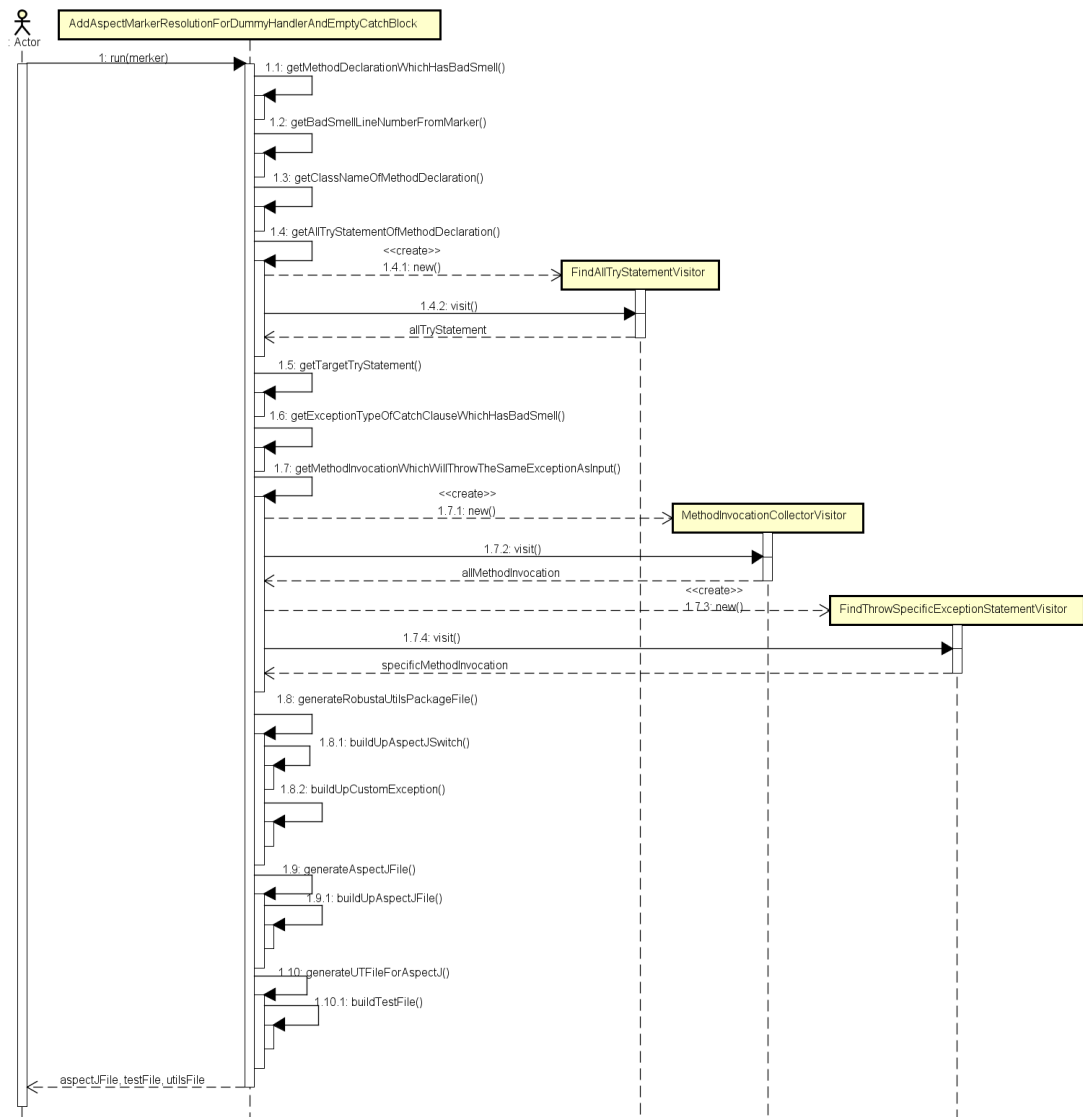 AddAspectMarkerResolutionForDummyHandlerAndEmptyCatchBlock
: Actor
1: run(merker)
1.1: getMethodDeclarationWhichHasBadSmell()
1.2: getBadSmellLineNumberFromMarker()
1.3: getClassNameOfMethodDeclaration()
1.4: getAllTryStatementOfMethodDeclaration()
<<create>>
1.4.1: new()
FindAllTryStatementVisitor
1.4.2: visit()
allTryStatement
1.5: getTargetTryStatement()
1.6: getExceptionTypeOfCatchClauseWhichHasBadSmell()
1.7: getMethodInvocationWhichWillThrowTheSameExceptionAsInput()
<<create>>
1.7.1: new()
MethodInvocationCollectorVisitor
1.7.2: visit()
allMethodInvocation
<<create>>
1.7.3: new()
FindThrowSpecificExceptionStatementVisitor
1.7.4: visit()
specificMethodInvocation
1.8: generateRobustaUtilsPackageFile()
1.8.1: buildUpAspectJSwitch()
1.8.2: buildUpCustomException()
1.9: generateAspectJFile()
1.9.1: buildUpAspectJFile()
1.10: generateUTFileForAspectJ()
1.10.1: buildTestFile()
aspectJFile, testFile, utilsFile